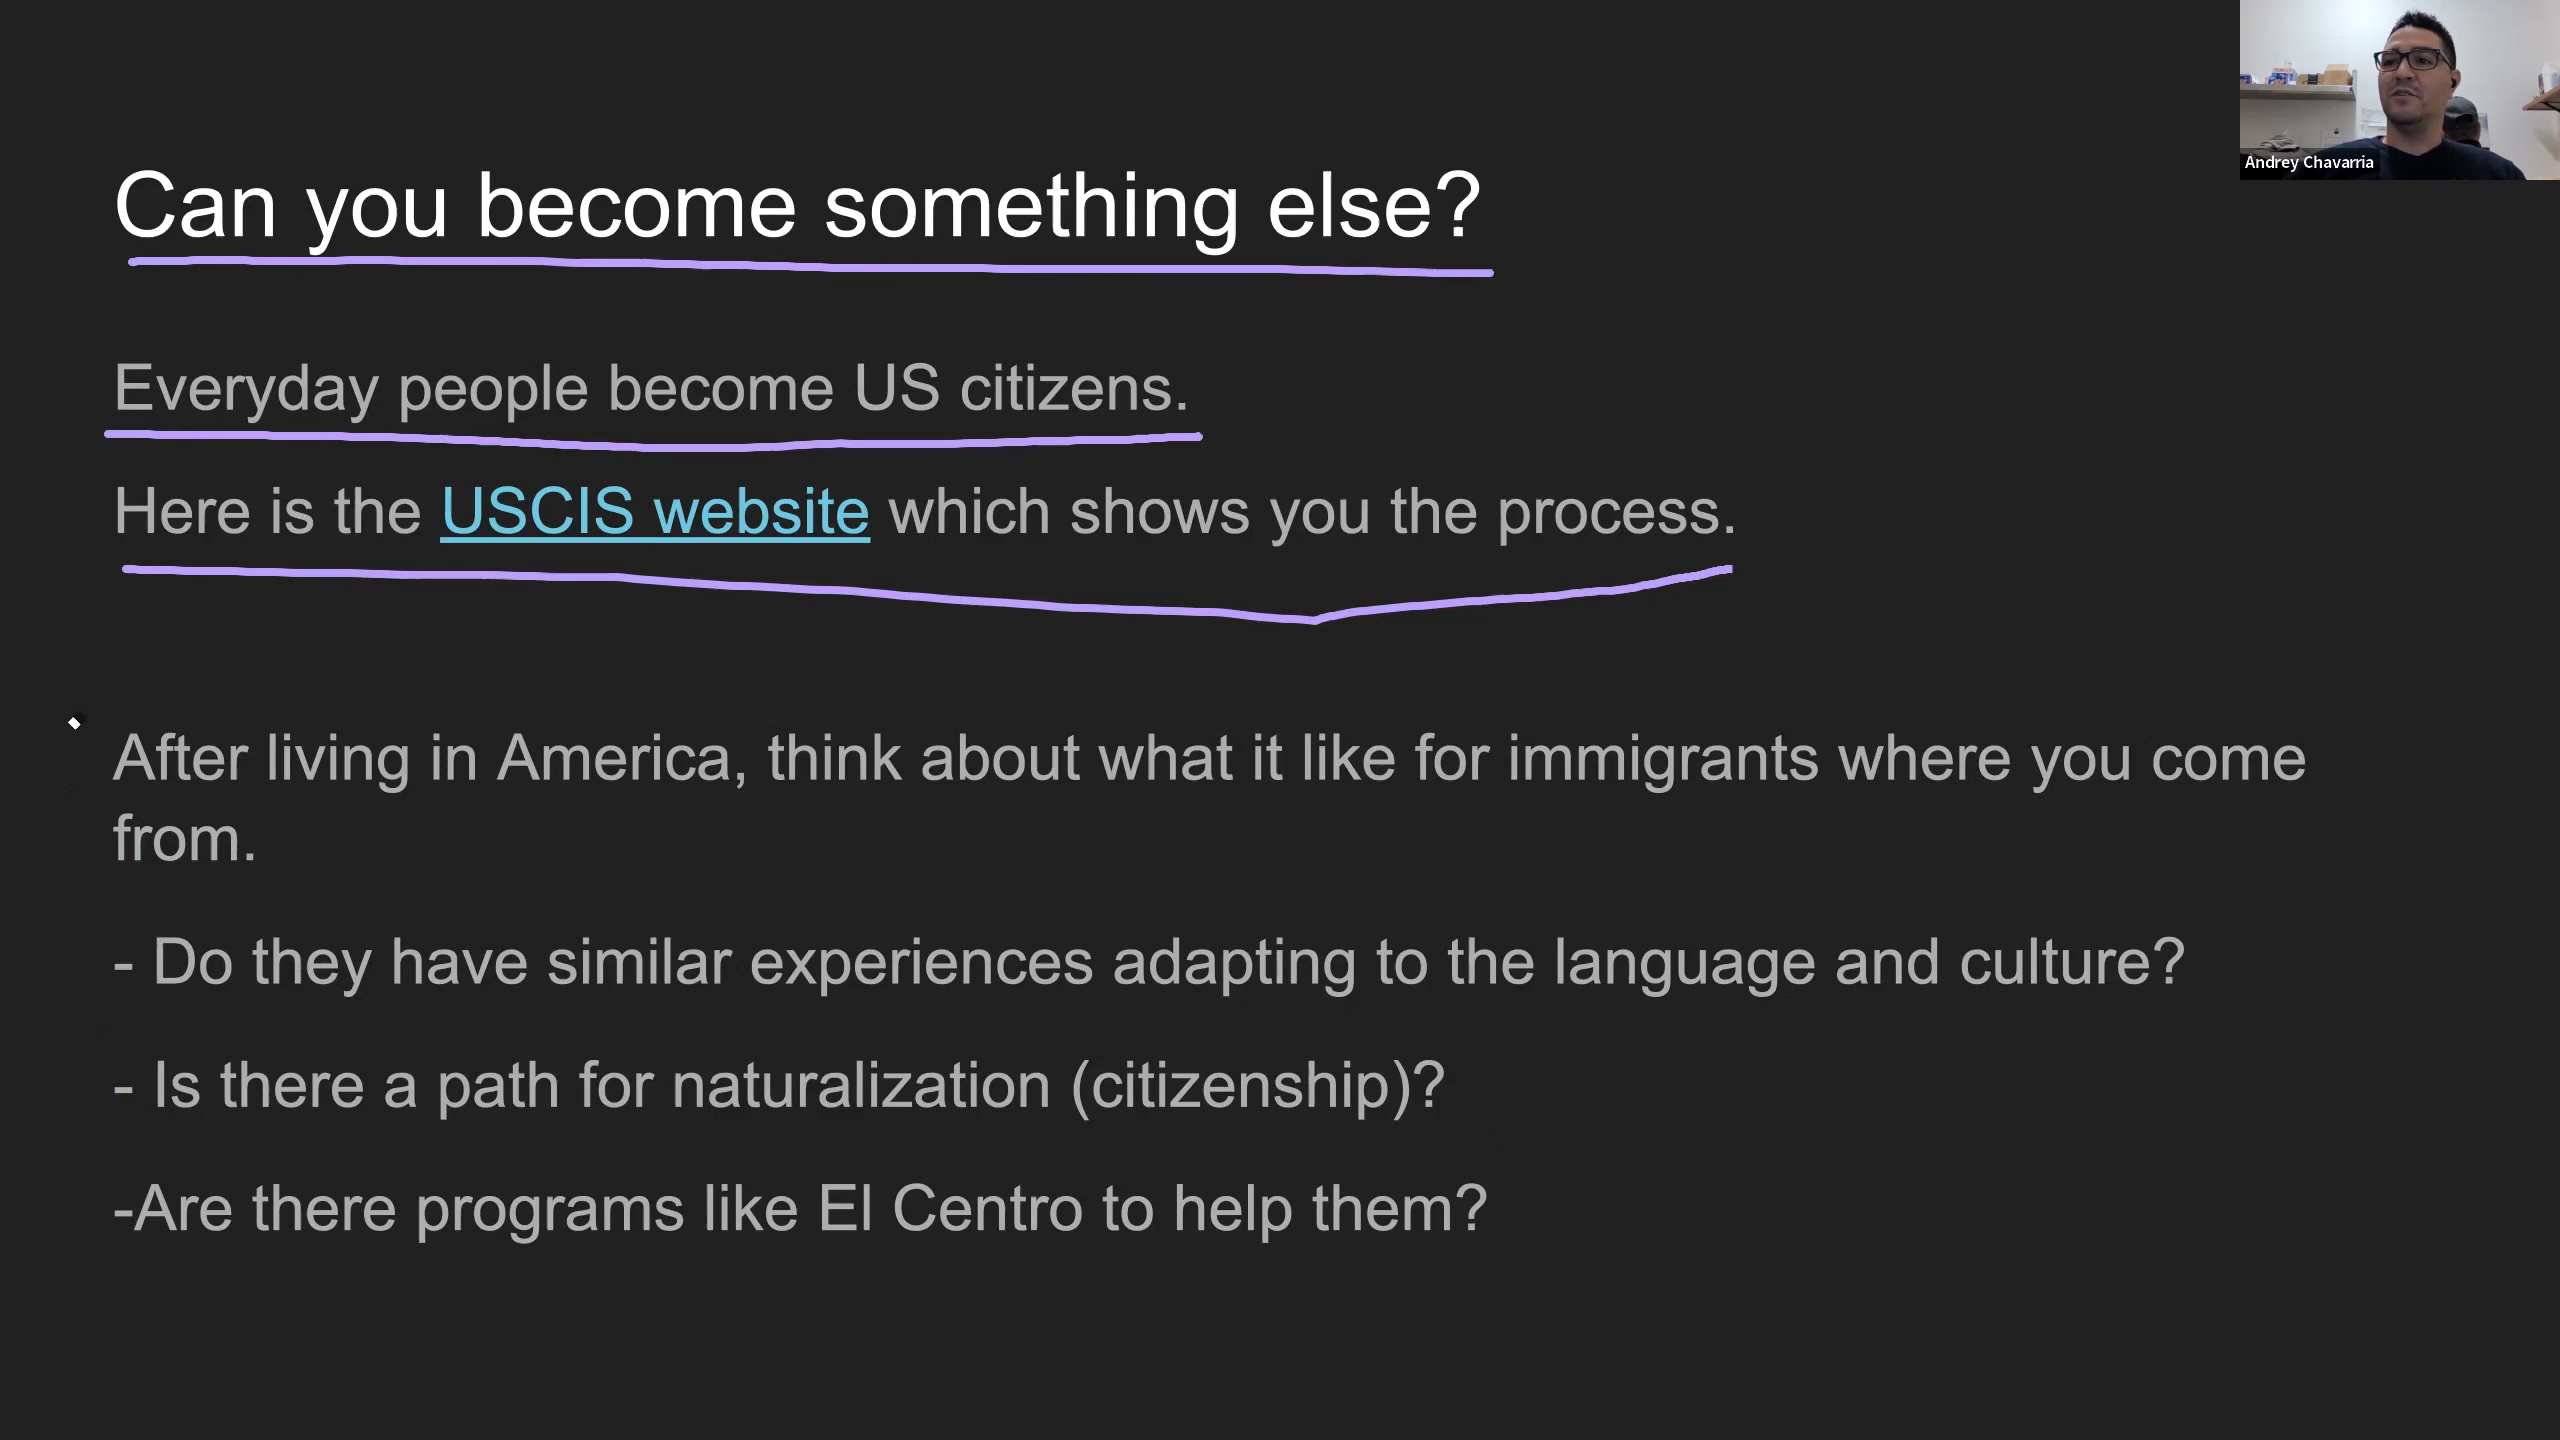 Can you become something else?
Andrey Chavarria
Everyday people become US citizens.
Here is the USCIS website which shows you the process.
After living in America, think about what it like for immigrants where you come
from.
- Do they have similar experiences adapting to the language and culture?
- Is there a path for naturalization (citizenship)?
-Are there programs like El Centro to help them?